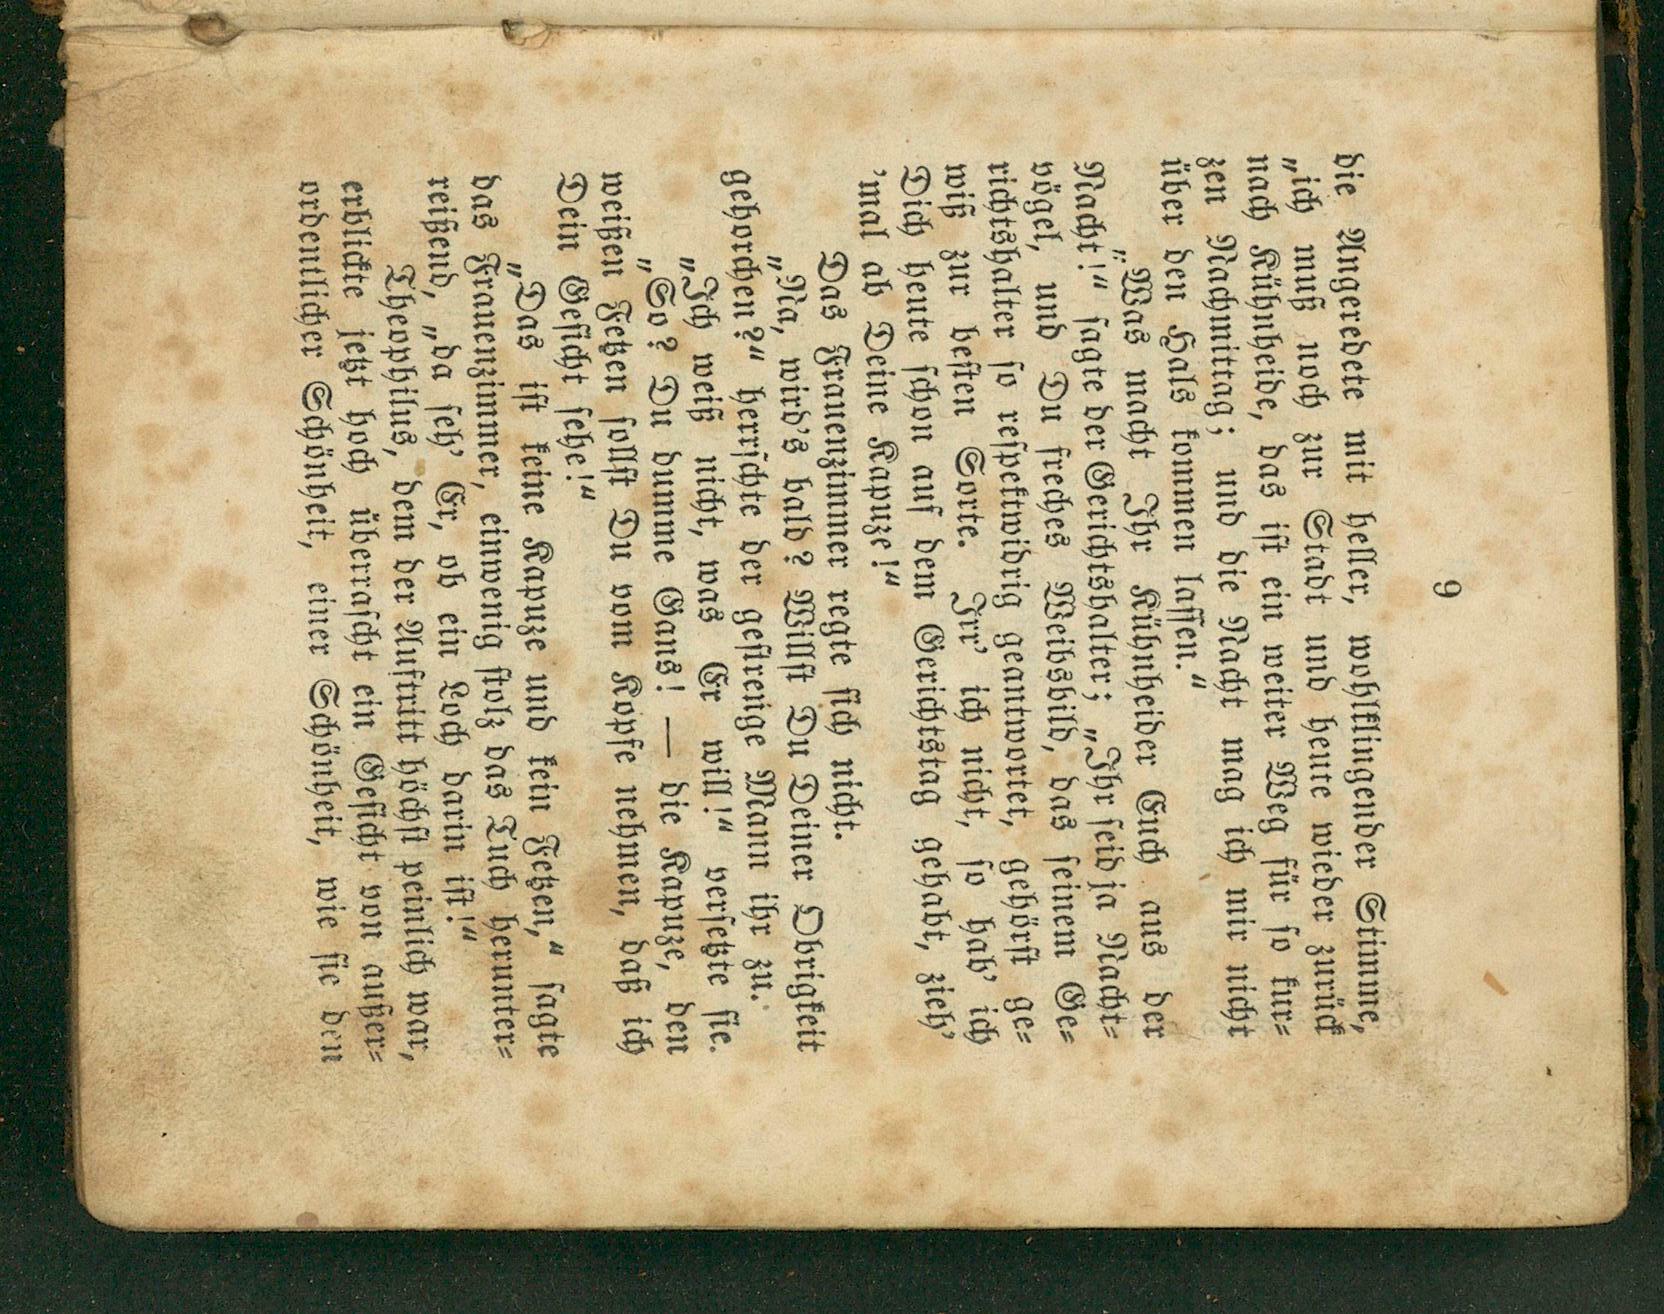 9
die Angeredete mit heller, wohlklingender Stimme,
„ich muß noch zur Stadt und heute wieder zurück
nach Kühnheide, das iſt ein weiter Weg für ſo kur-
zen Nachmittag; und die Nacht mag ich mir nicht
über den Hals kommen laſſen.“
„Was macht Ihr Kühnheider Euch aus der
Nacht!“ ſagte der Gerichtshalter; „Ihr ſeid ja Nacht-
vögel, und Du freches Weibsbild, das ſeinem Ge-
richtshalter ſo reſpektwidrig geantwortet, gehörſt ge-
wiß zur beſten Sorte. Irr’ ich nicht, ſo hab’ ich
Dich heute ſchon auf dem Gerichtstag gehabt, zieh’
’mal ab Deine Kapuze!“
Das Frauenzimmer regte ſich nicht.
„Na, wird’s bald? Willſt Du Deiner Obrigkeit
gehorchen?“ herrſchte der geſtrenge Mann ihr zu.
„Ich weiß nicht, was Er will!“ verſetzte ſie.
„So? Du dumme Gans! — die Kapuze, den
weißen Fetzen ſollſt Du vom Kopfe nehmen, daß ich
Dein Geſicht ſehe!“
„Das iſt keine Kapuze und kein Fetzen,“ ſagte
das Frauenzimmer, einwenig ſtolz das Tuch herunter-
reißend, „da ſeh’ Er, ob ein Loch darin iſt!“
Theophilus, dem der Auftritt höchſt peinlich war,
erblickte jetzt hoch überraſcht ein Geſicht von außer-
ordentlicher Schönheit, einer Schönheit, wie ſie den